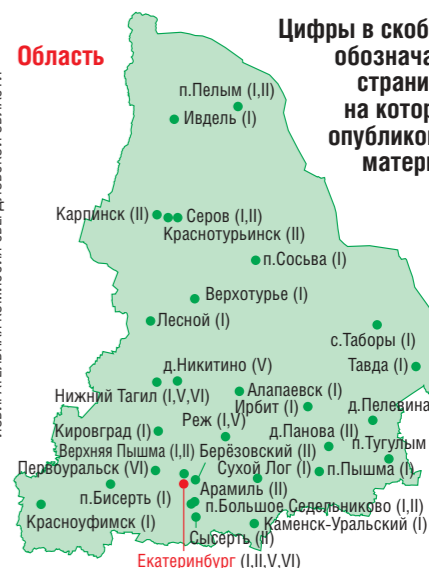 Область
Цифры в скоб
обознача
страни
на котор
опубликов
матери
п.Пелым (I,II)
Ивдель (I)
Карпинск (II)
Серов (I,II)
Краснотурьинск (II)
п.Сосьва (I)
Верхотурье (I)
Лесной (I)
с.Таборы (I)
д.Никитино (V)
Тавда (I)
Нижний Тагил (I,V,VI)
Алапаевск (I)
Ирбит (I)
Реж (I,V)
д.Пелевина
Кировград (I)
д.Панова (II)
Верхняя Пышма (I,II)
Берёзовский (II)
п.Тугулым
Первоуральск (VI)
Сухой Лог (I)
п.Пышма (I)
п.Бисерть (I)
Арамиль (II)
п.Большое Седельниково (I,II)
Красноуфимск (I)
Каменск-Уральский (I)
Сысерть (II)
Екатеринбург (I,II,V,VI)